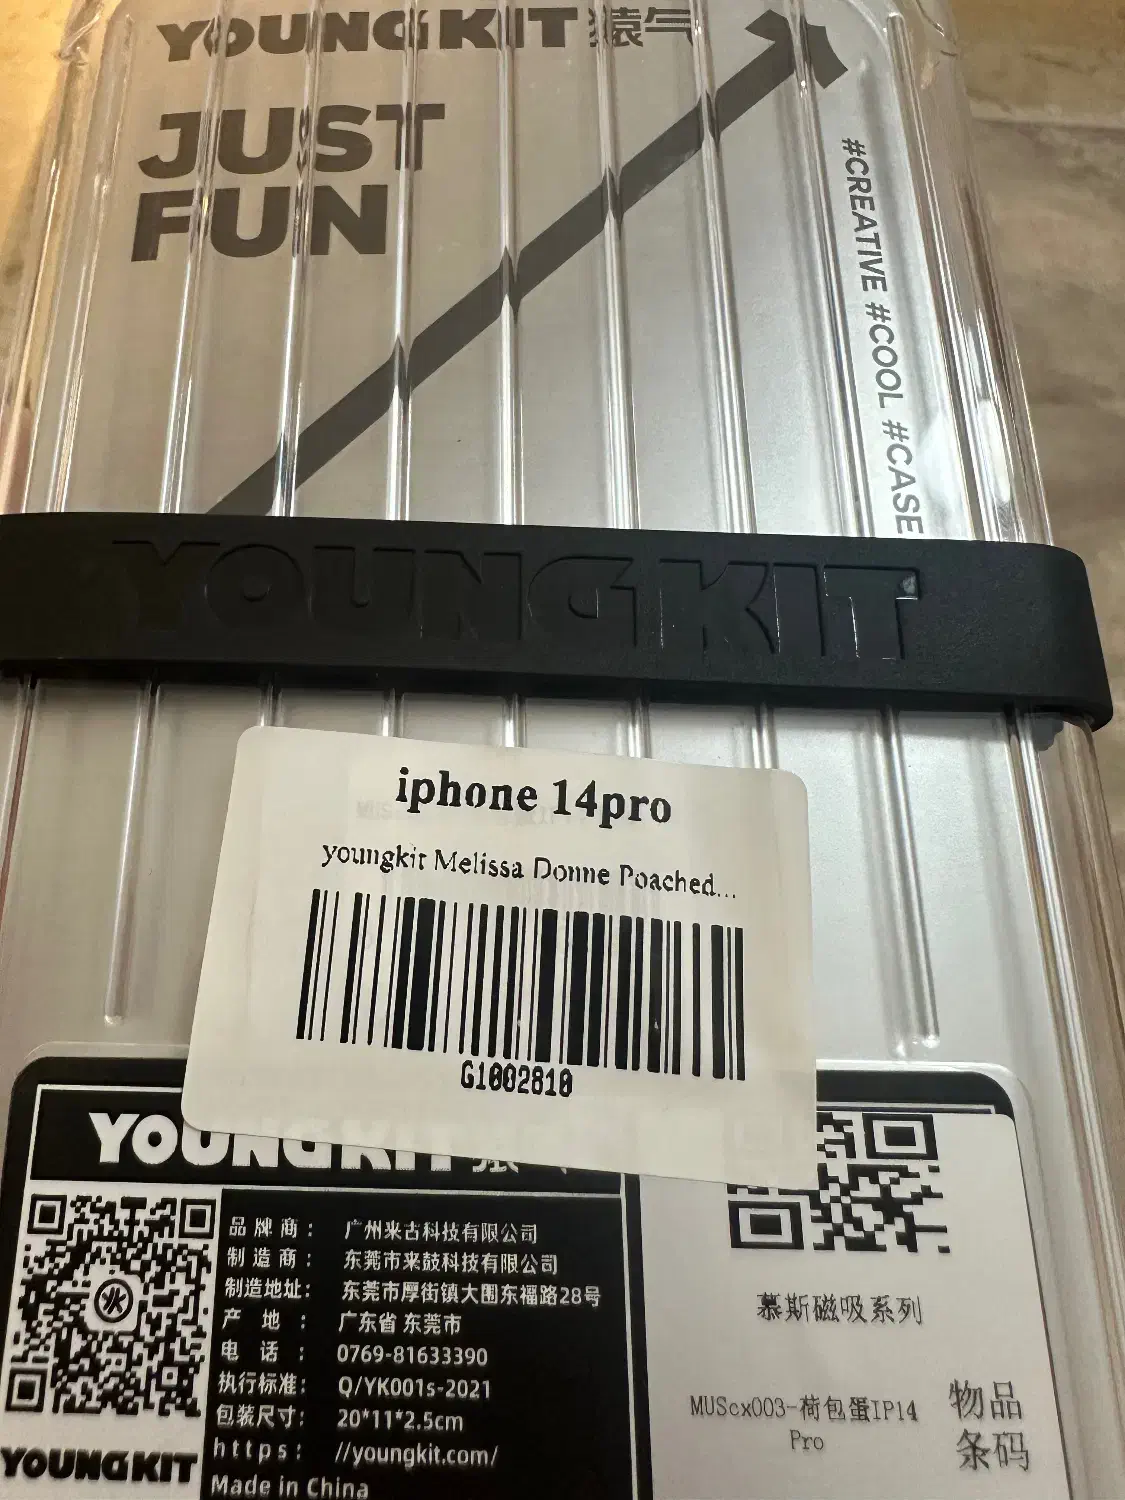 YOUNGKIT 猿气
JUST
FUN
#CREATIVE #COOL #CASE
YOUNGKIT
iphone 14pro
youngkit Melissa Donne Poached...
G1002810
YOUNGKIT
品牌商： 广州来古科技有限公司
制造商： 东莞市来鼓科技有限公司
制造地址： 东莞市厚街镇大围东福路28号
产地： 广东省 东莞市
电话： 0769-81633390
执行标准： Q/YK001s-2021
包装尺寸： 20*11*2.5cm
https: //youngkit.com/
Made in China
YOUNGKIT
慕斯磁吸系列
MUScx003-荷包蛋IP14
Pro
物品
条码